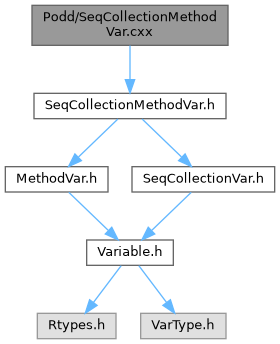 Podd/SeqCollectionMethod
Var.cxx
SeqCollectionMethodVar.h
MethodVar.h
SeqCollectionVar.h
Variable.h
Rtypes.h
VarType.h